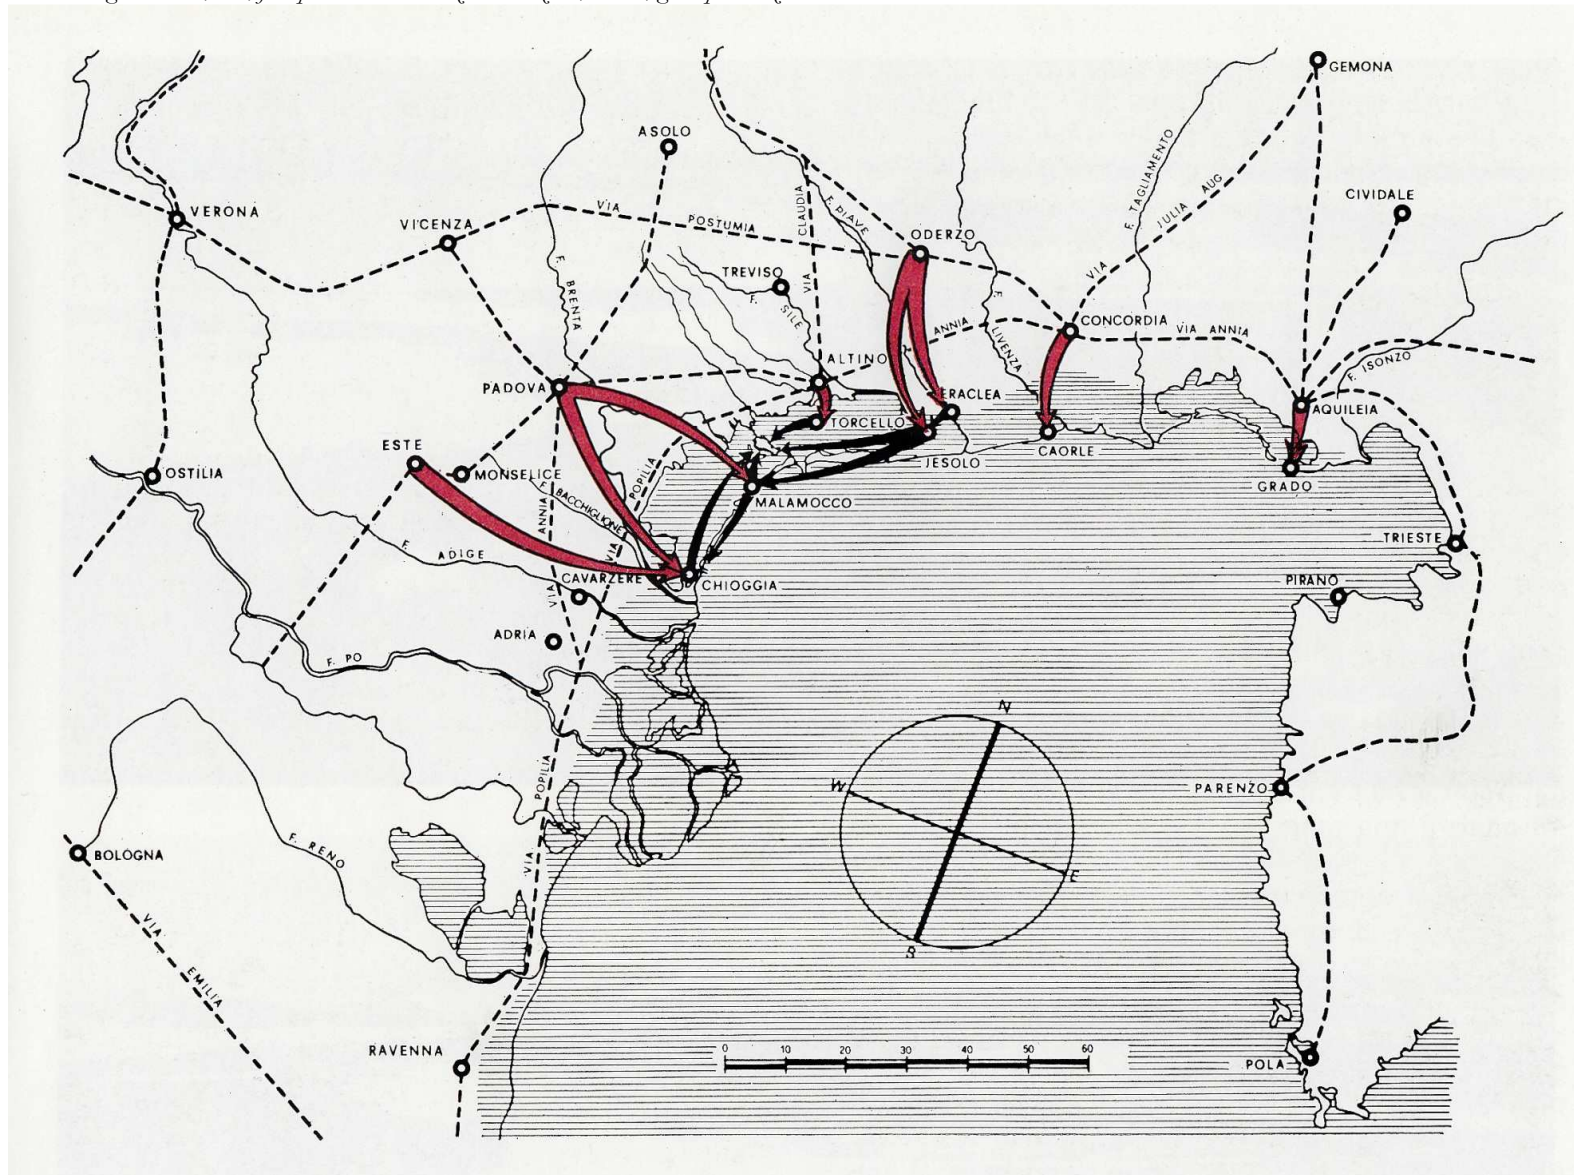 GEMONA
ASOLO
F. TAGLIAMENTO
CIVIDALE
VERONA
VICENZA
VIA
POSTUMIA
VIA
CLAUDIA
F. PIAVE
ODERZO
VIA
JULIA AUG
TREVISO
F.
SILE
F. BRENTA
F. LIVENZA
ANNIA
CONCORDIA
VIA ANNIA
F. ISONZO
PADOVA
ALTINO
ERACLEA
AQUILEIA
TORCELLO
ESTE
MONSELICE
OSTILIA
JESOLO
CAORLE
GRADO
MALAMOCCO
F. BACCHIGLIONE
VIA
POPILIA
VIA
ANNIA
TRIESTE
F. ADIGE
CAVARZERE
CHIOGGIA
PIRANO
ADRIA
F. PO
N
W
E
S
PARENZO
VIA
POPILIA
F. RENO
BOLOGNA
VIA
EMILIA
RAVENNA
0 10 20 30 40 50 60
POLA